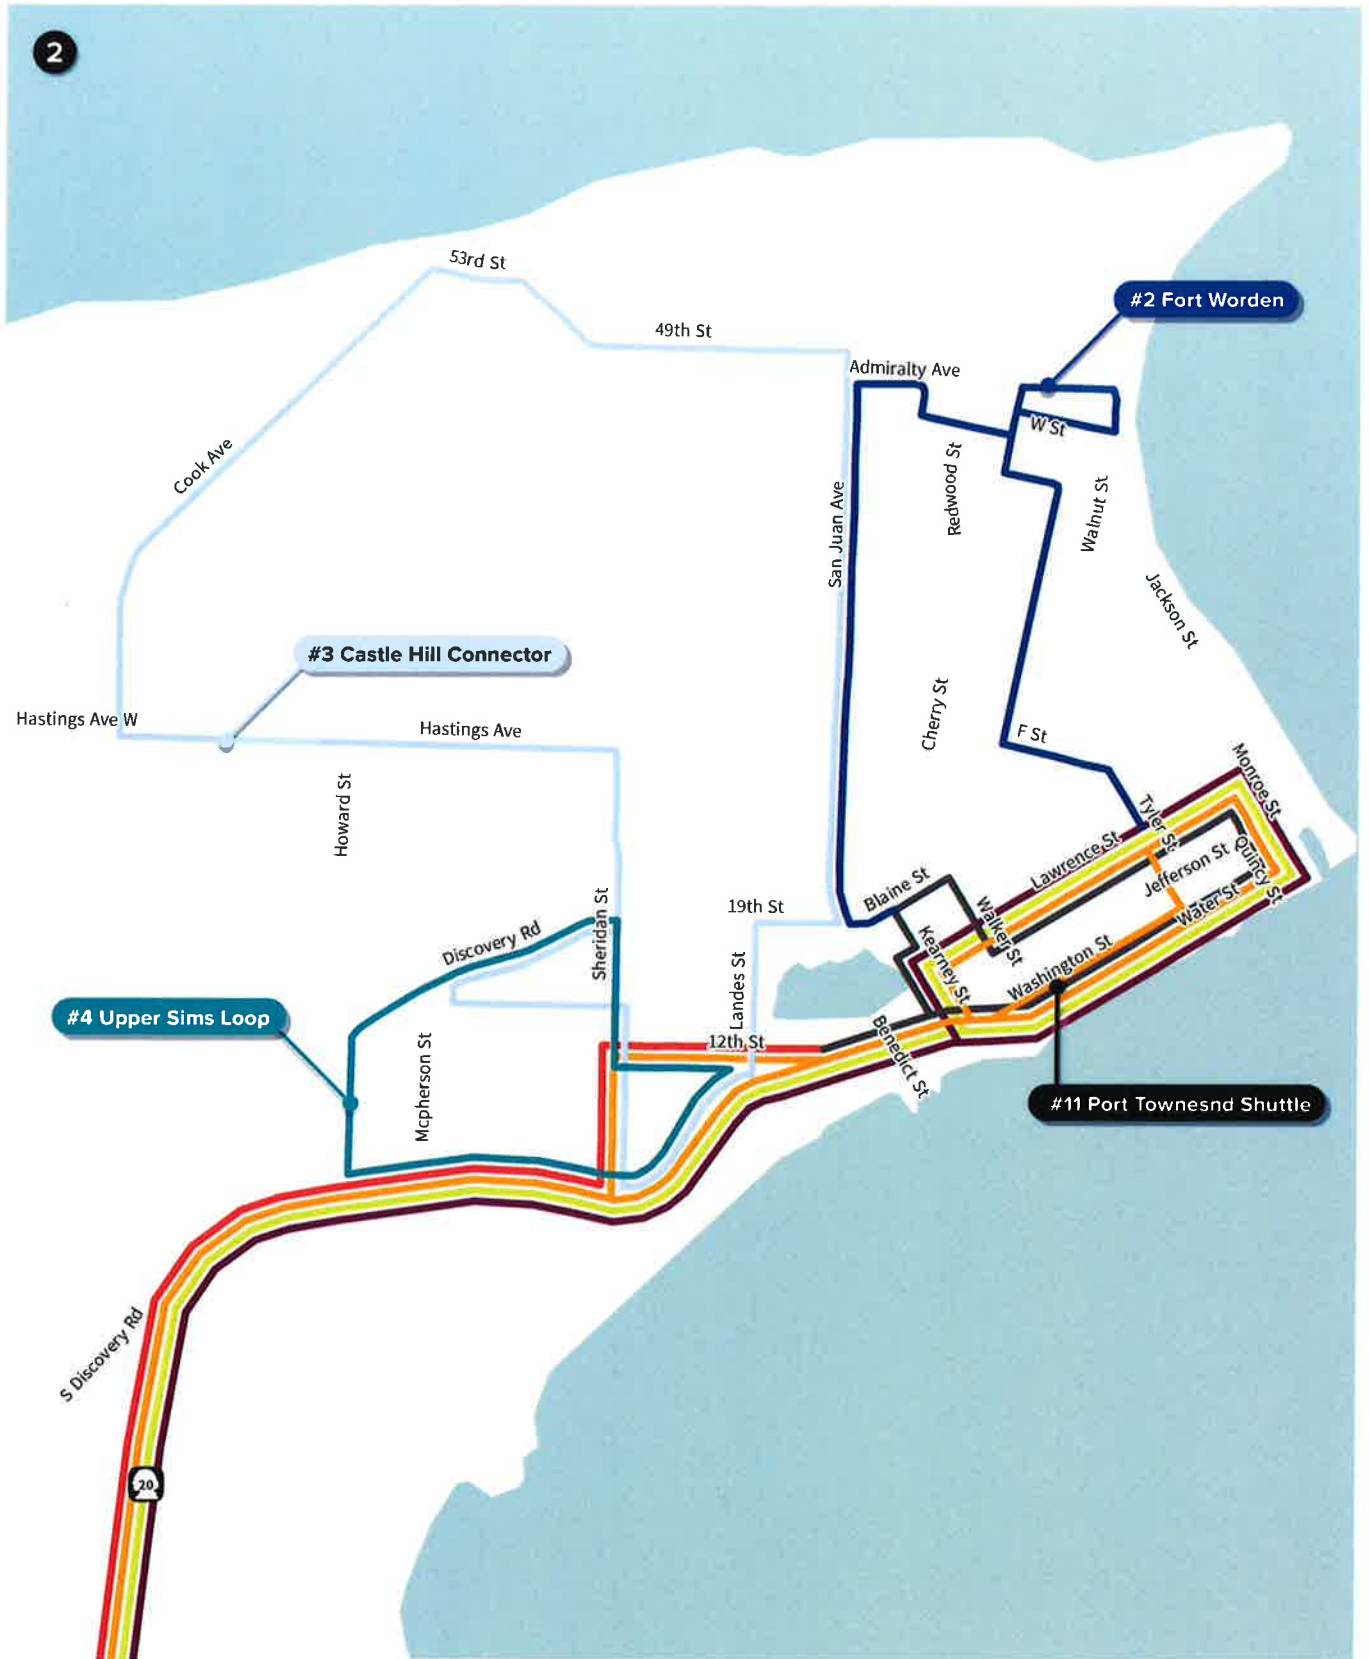 2
53rd St
49th St
#2 Fort Worden
Admiralty Ave
W St
Cook Ave
Redwood St
Walnut St
San Juan Ave
Jackson St
#3 Castle Hill Connector
Hastings Ave W
Hastings Ave
Cherry St
F St
Howard St
Monroe St
Tyler St
Lawrence St
Jefferson St
Quincy St
Blaine St
Walker St
Water St
19th St
Sheridan St
Discovery Rd
Kearney St
Washington St
Landes St
#4 Upper Sims Loop
12th St
Benedict St
Mcpherson St
#11 Port Townesnd Shuttle
S Discovery Rd
20